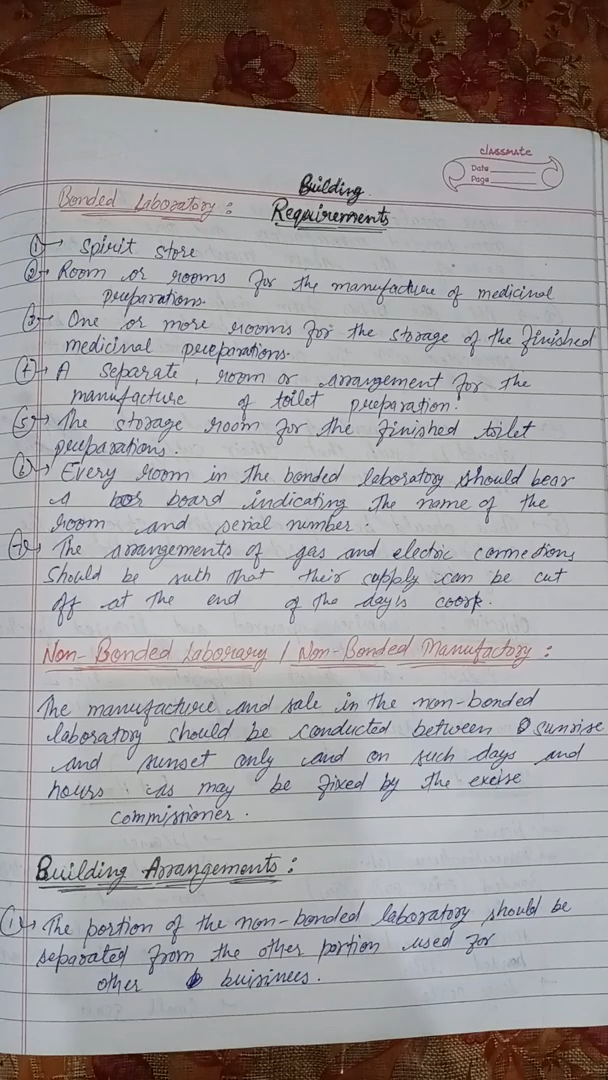 classmate
Date
Page
Building
Bonded Laboratory : Requirements
① → Spirit store
② → Room or rooms for the manufacture of medicinal
preparations.
③ → One or more rooms for the storage of the finished
medicinal preparations.
④ → A separate, room or arrangement for the
manufacture of toilet preparation.
⑤ → The storage room for the finished toilet
preparations.
⑥ → Every room in the bonded laboratory should bear
a board indicating the name of the
room and serial number.
⑦ → The arrangements of gas and electric connections
should be such that their supply can be cut
off at the end of the day's coork.
Non-Bonded Laborary / Non-Bonded Manufactory :
The manufacture and sale in the non-bonded
laboratory should be conducted between sunrise
and sunset only and on such days and
hours as may be fixed by the excise
commissioner.
Building Arrangements :
① → The portion of the non-bonded laboratory should be
separated from the other portion used for
other buisinees.